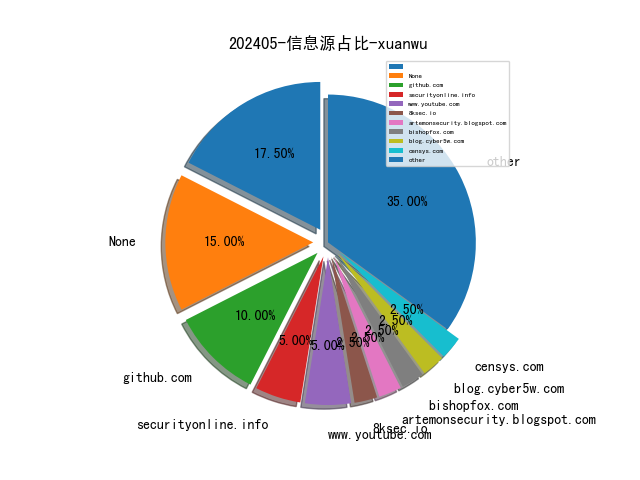 202405-信息源占比-xuanwu
None
github.com
securityonline.info
www.youtube.com
8ksec.io
artemonsecurity.blogspot.com
bishopfox.com
blog.cyber5w.com
censys.com
other
other
17.50%
35.00%
None
15.00%
10.00%
5.00%
5.00%
2.50%
2.50%
2.50%
2.50%
2.50%
github.com
securityonline.info
www.youtube.com
8ksec.io
artemonsecurity.blogspot.com
bishopfox.com
blog.cyber5w.com
censys.com